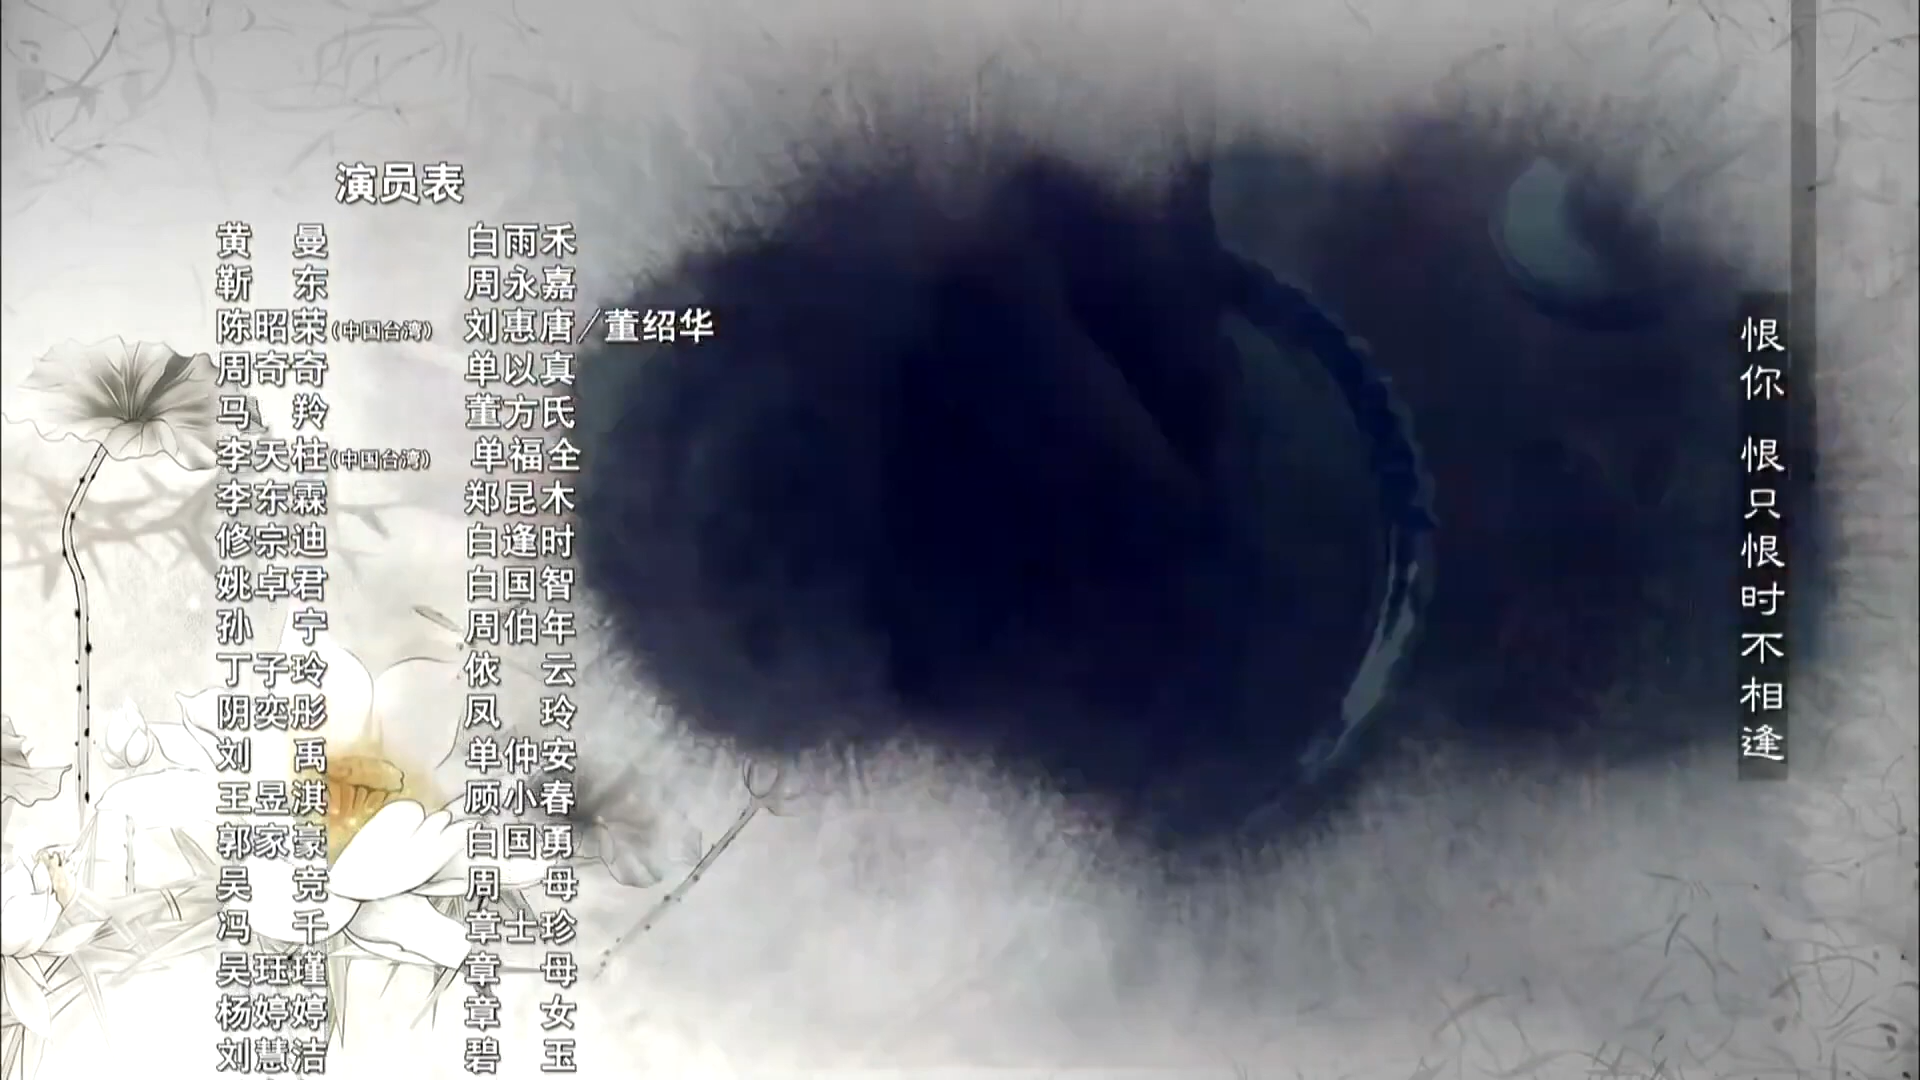 演员表
黄曼 白雨禾
靳东 周永嘉
陈昭荣(中国台湾) 刘惠唐/董绍华
周奇奇 单以真
马羚 董方氏
李天柱(中国台湾) 单福全
李东霖 郑昆木
修宗迪 白逢时
姚卓君 白国智
孙宁 周伯年
丁子玲 依云
阴奕彤 凤玲
刘禹 单仲安
王昱淇 顾小春
郭家豪 白国勇
吴竞 周母
冯千 章士珍
吴珏瑾 章母
杨婷婷 章女
刘慧洁 碧玉
恨你 恨只恨时不相逢